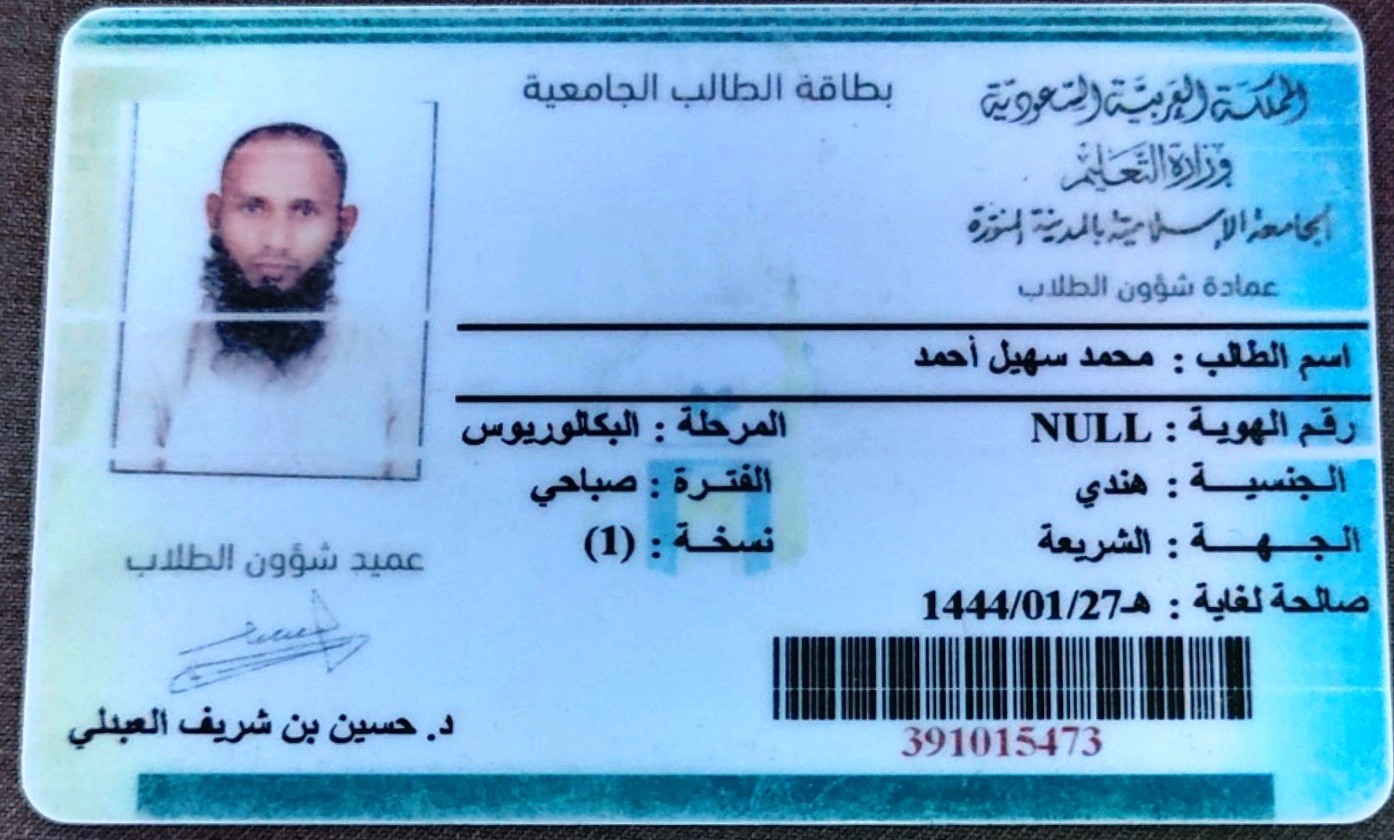 المملكة العربية السعودية
وزارة التعليم
الجامعة الإسلامية بالمدينة المنورة
عمادة شؤون الطلاب
بطاقة الطالب الجامعية
اسم الطالب : محمد سهيل أحمد
رقم الهوية : NULL المرحلة : البكالوريوس
الجنسية : هندي الفترة : صباحي
الجهة : الشريعة نسخة : (1)
صالحة لغاية : 1444/01/27هـ
391015473
عميد شؤون الطلاب
د. حسين بن شريف العبدلي